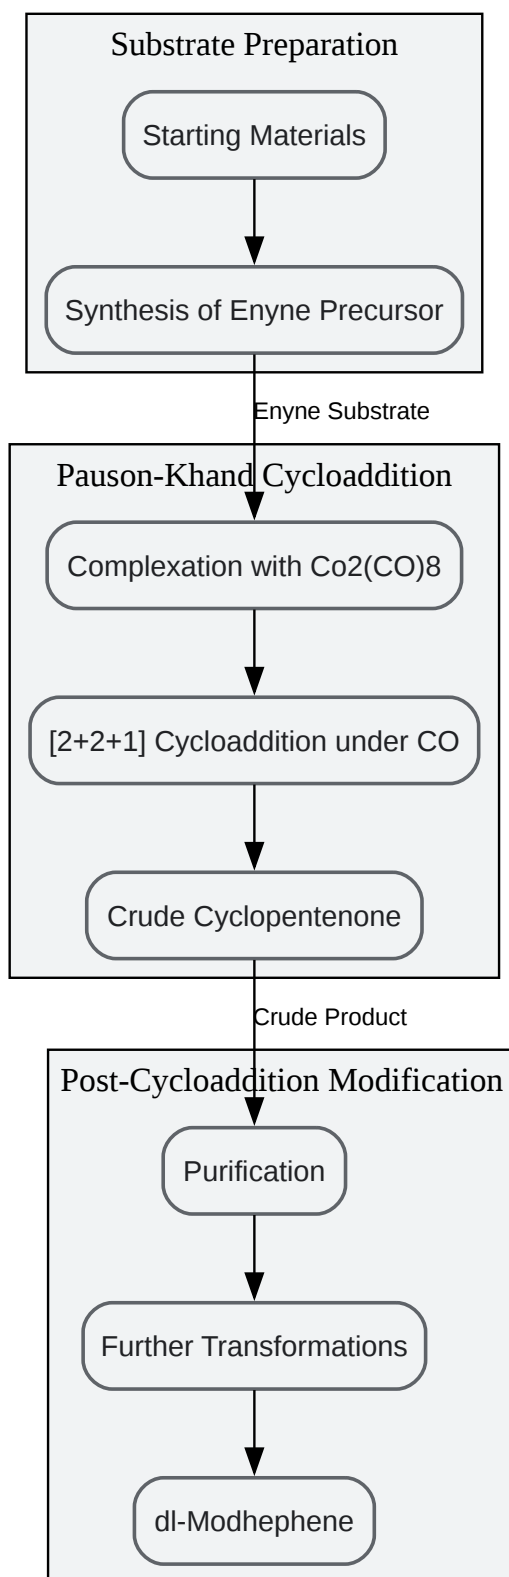 Substrate Preparation
Starting Materials
Synthesis of Enyne Precursor
Enyne Substrate
Pauson-Khand Cycloaddition
Complexation with Co2(CO)8
[2+2+1] Cycloaddition under CO
Crude Cyclopentenone
Crude Product
Post-Cycloaddition Modification
Purification
Further Transformations
dl-Modhephene